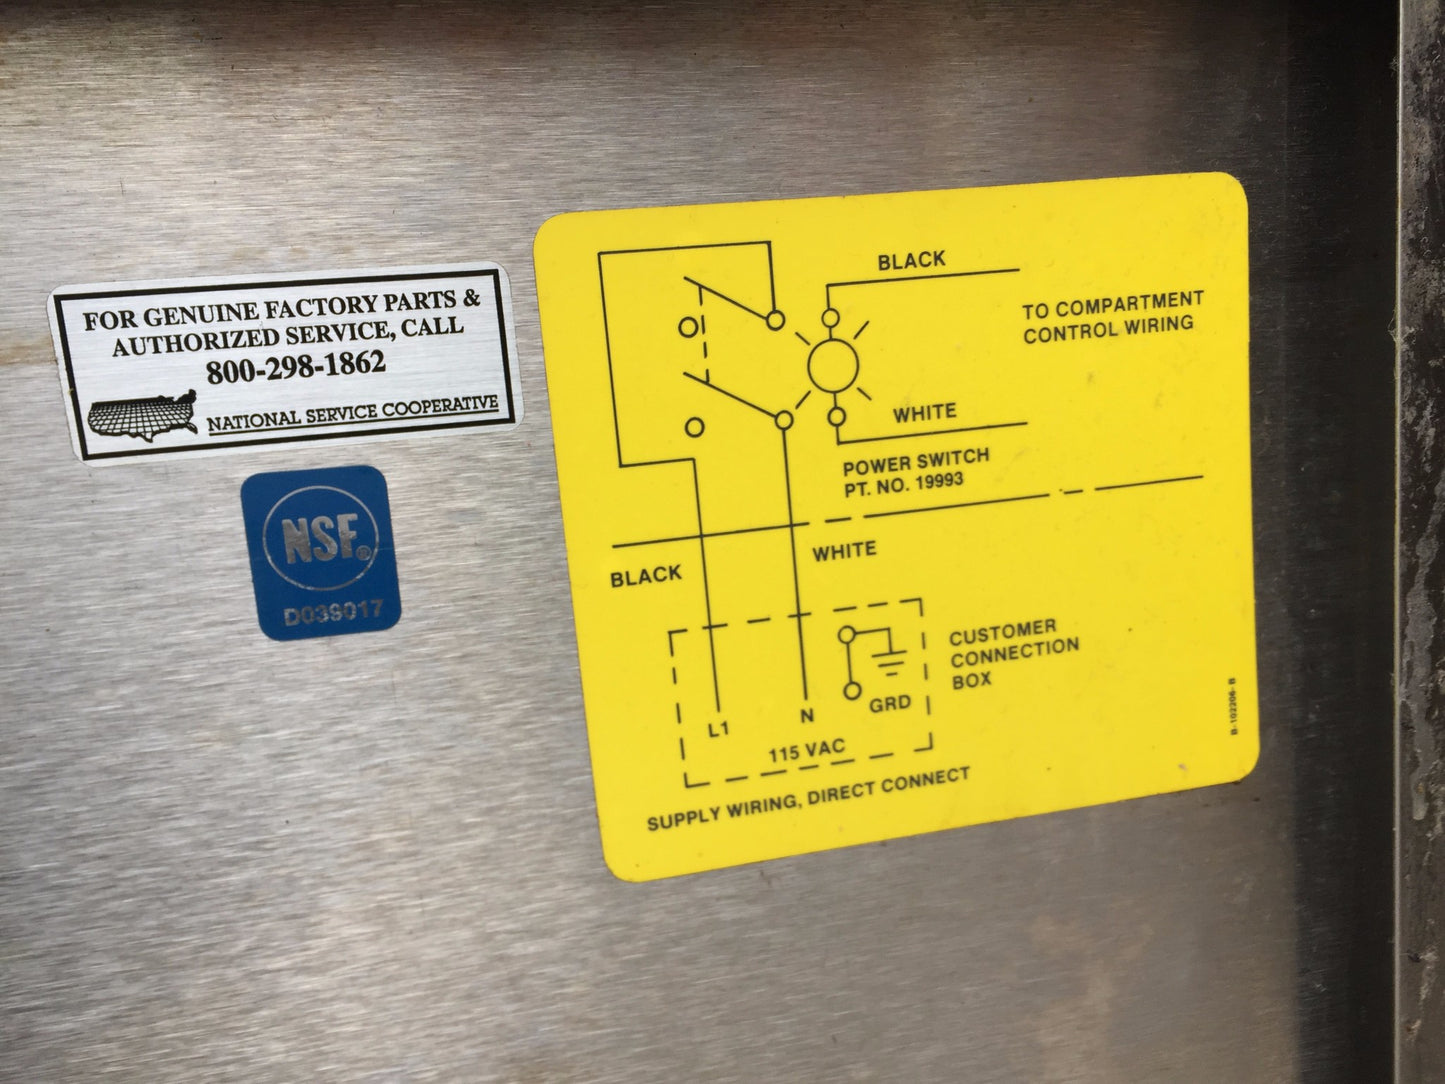 FOR GENUINE FACTORY PARTS &
AUTHORIZED SERVICE, CALL
800-298-1862
NATIONAL SERVICE COOPERATIVE
NSF®
D039017
BLACK
TO COMPARTMENT
CONTROL WIRING
WHITE
POWER SWITCH
PT. NO. 19993
WHITE
BLACK
CUSTOMER
CONNECTION
BOX
GRD
L1
N
115 VAC
SUPPLY WIRING, DIRECT CONNECT
B-102206-B